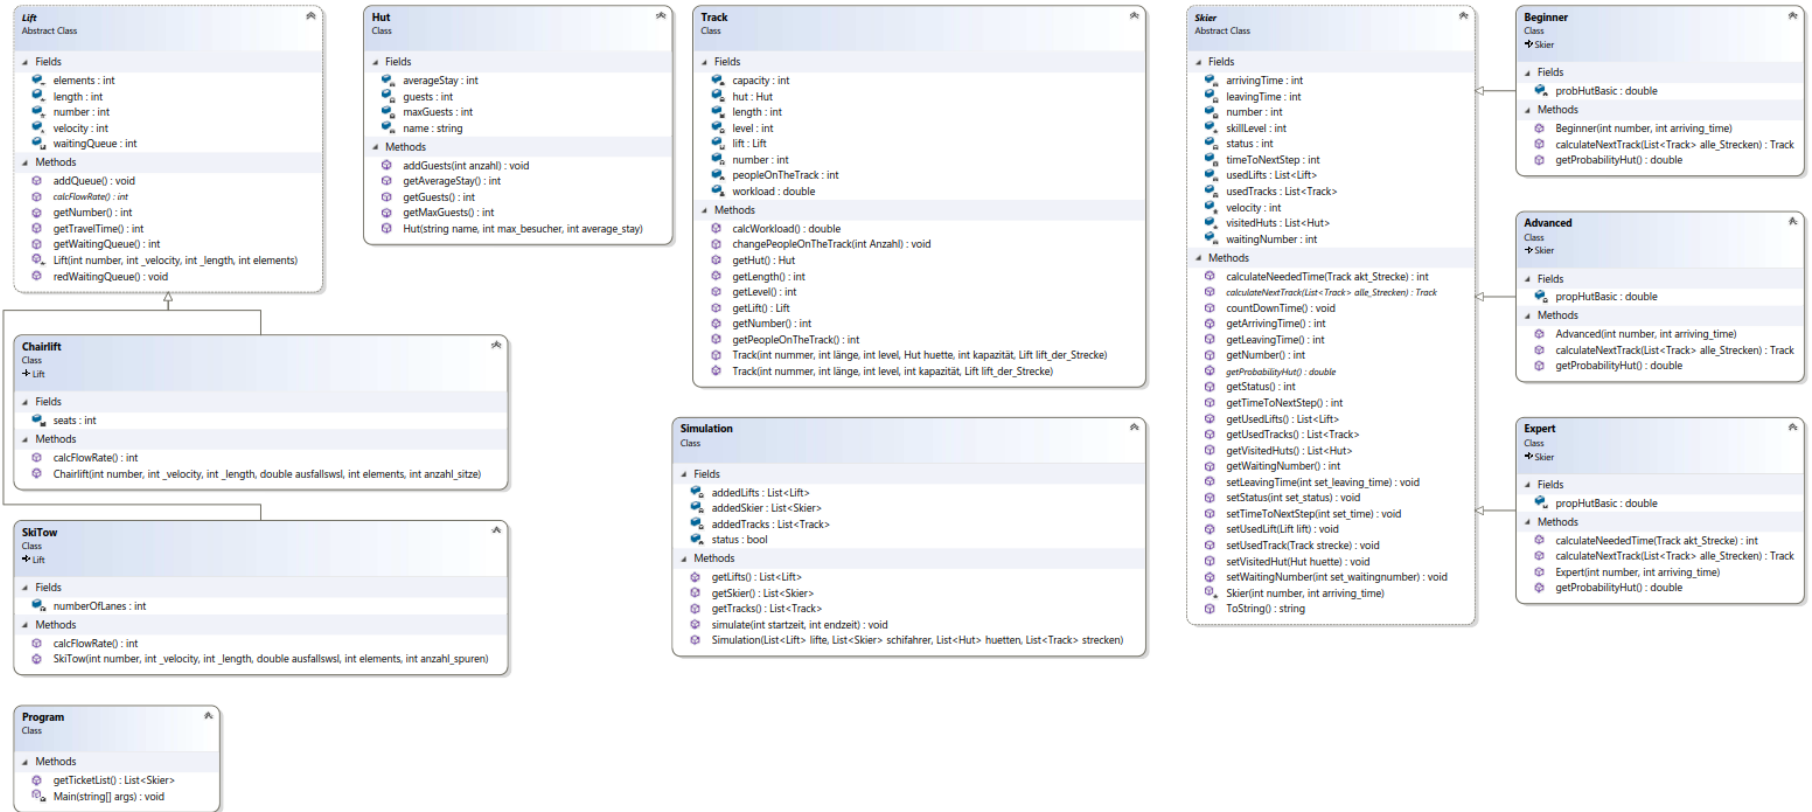 Lift
Abstract Class
Fields
elements : int
length : int
number : int
velocity : int
waitingQueue : int
Methods
addQueue() : void
calcFlowRate() : int
getNumber() : int
getTravelTime() : int
getWaitingQueue() : int
Lift(int number, int _velocity, int _length, int elements)
redWaitingQueue() : void
Chairlift
Class
Lift
Fields
seats : int
Methods
calcFlowRate() : int
Chairlift(int number, int _velocity, int _length, double ausfallswsl, int elements, int anzahl_sitze)
SkiTow
Class
Lift
Fields
numberOfLanes : int
Methods
calcFlowRate() : int
SkiTow(int number, int _velocity, int _length, double ausfallswsl, int elements, int anzahl_spuren)
Program
Class
Methods
getTicketList() : List<Skier>
Main(string[] args) : void
Hut
Class
Fields
averageStay : int
guests : int
maxGuests : int
name : string
Methods
addGuests(int anzahl) : void
getAverageStay() : int
getGuests() : int
getMaxGuests() : int
Hut(string name, int max_besucher, int average_stay)
Track
Class
Fields
capacity : int
hut : Hut
length : int
level : int
lift : Lift
number : int
peopleOnTheTrack : int
workload : double
Methods
calcWorkload() : double
changePeopleOnTheTrack(int Anzahl) : void
getHut() : Hut
getLength() : int
getLevel() : int
getLift() : Lift
getNumber() : int
getPeopleOnTheTrack() : int
Track(int nummer, int länge, int level, Hut huette, int kapazität, Lift lift_der_Strecke)
Track(int nummer, int länge, int level, int kapazität, Lift lift_der_Strecke)
Simulation
Class
Fields
addedLifts : List<Lift>
addedSkier : List<Skier>
addedTracks : List<Track>
status : bool
Methods
getLifts() : List<Lift>
getSkier() : List<Skier>
getTracks() : List<Track>
simulate(int startzeit, int endzeit) : void
Simulation(List<Lift> lifte, List<Skier> schifahrer, List<Hut> huetten, List<Track> strecken)
Skier
Abstract Class
Fields
arrivingTime : int
leavingTime : int
number : int
skillLevel : int
status : int
timeToNextStep : int
usedLifts : List<Lift>
usedTracks : List<Track>
velocity : int
visitedHuts : List<Hut>
waitingNumber : int
Methods
calculateNeededTime(Track akt_Strecke) : int
calculateNextTrack(List<Track> alle_Strecken) : Track
countDownTime() : void
getArrivingTime() : int
getLeavingTime() : int
getNumber() : int
getProbabilityHut() : double
getStatus() : int
getTimeToNextStep() : int
getUsedLifts() : List<Lift>
getUsedTracks() : List<Track>
getVisitedHuts() : List<Hut>
getWaitingNumber() : int
setLeavingTime(int set_leaving_time) : void
setStatus(int set_status) : void
setTimeToNextStep(int set_time) : void
setUsedLift(Lift lift) : void
setUsedTrack(Track strecke) : void
setVisitedHut(Hut huette) : void
setWaitingNumber(int set_waitingnumber) : void
Skier(int number, int arriving_time)
ToString() : string
Beginner
Class
Skier
Fields
probHutBasic : double
Methods
Beginner(int number, int arriving_time)
calculateNextTrack(List<Track> alle_Strecken) : Track
getProbabilityHut() : double
Advanced
Class
Skier
Fields
propHutBasic : double
Methods
Advanced(int number, int arriving_time)
calculateNextTrack(List<Track> alle_Strecken) : Track
getProbabilityHut() : double
Expert
Class
Skier
Fields
propHutBasic : double
Methods
calculateNeededTime(Track akt_Strecke) : int
calculateNextTrack(List<Track> alle_Strecken) : Track
Expert(int number, int arriving_time)
getProbabilityHut() : double